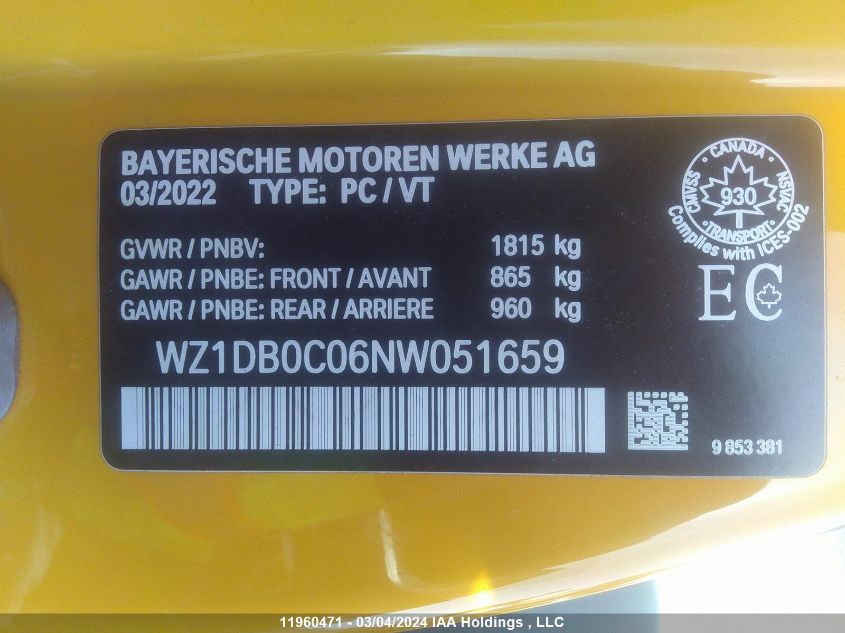 BAYERISCHE MOTOREN WERKE AG
03/2022 TYPE: PC / VT
GVWR / PNBV: 1815 kg
GAWR / PNBE: FRONT / AVANT 865 kg
GAWR / PNBE: REAR / ARRIERE 960 kg
WZ1DB0C06NW051659
CANADA
CMVSS
930
NSVAC
TRANSPORT
Complies with ICES-002
EC
9 853 381
11960471 - 03/04/2024 IAA Holdings , LLC